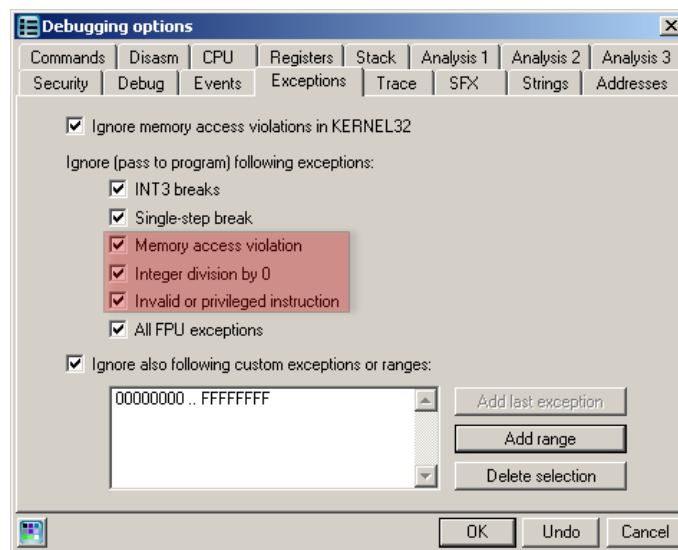 Debugging options
Commands Disasm CPU Registers Stack Analysis 1 Analysis 2 Analysis 3
Security Debug Events Exceptions Trace SFX Strings Addresses
Ignore memory access violations in KERNEL32
Ignore (pass to program) following exceptions:
INT3 breaks
Single-step break
Memory access violation
Integer division by 0
Invalid or privileged instruction
All FPU exceptions
Ignore also following custom exceptions or ranges:
00000000 .. FFFFFFFF
Add last exception
Add range
Delete selection
OK Undo Cancel